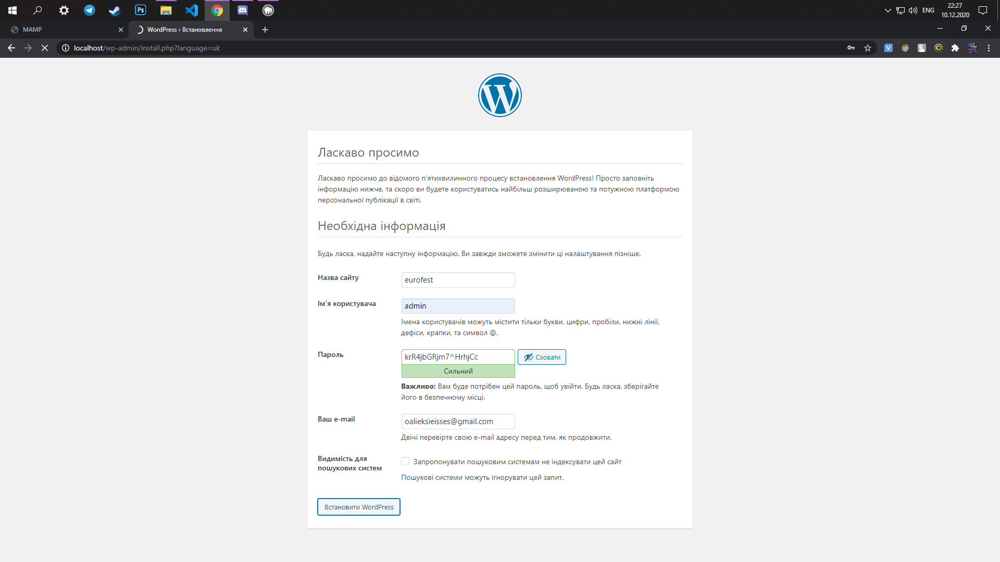 Ps
ENG
22:27
10.12.2020
MAMP
WordPress › Встановлення
localhost/wp-admin/install.php?language=uk
V
W
Ласкаво просимо
Ласкаво просимо до відомого п’ятихвилинного процесу встановлення WordPress! Просто заповніть
інформацію нижче, та скоро ви будете користуватись найбільш розширюваною та потужною платформою
персональної публікації в світі.
Необхідна інформація
Будь ласка, надайте наступну інформацію. Ви завжди зможете змінити ці налаштування пізніше.
Назва сайту
eurofest
Ім'я користувача
admin
Імена користувачів можуть містити тільки букви, цифри, пробіли, нижні лінії,
дефіси, крапки, та символ @.
Пароль
krR4jbGRjm7^HrhjCc
Сховати
Сильний
Важливо: Вам буде потрібен цей пароль, щоб увійти. Будь ласка, зберігайте
його в безпечному місці.
Ваш e-mail
oalieksieisses@gmail.com
Двічі перевірте свою e-mail адресу перед тим, як продовжити.
Видимість для
пошукових систем
Запропонувати пошуковим системам не індексувати цей сайт
Пошукові системи можуть ігнорувати цей запит.
Встановити WordPress